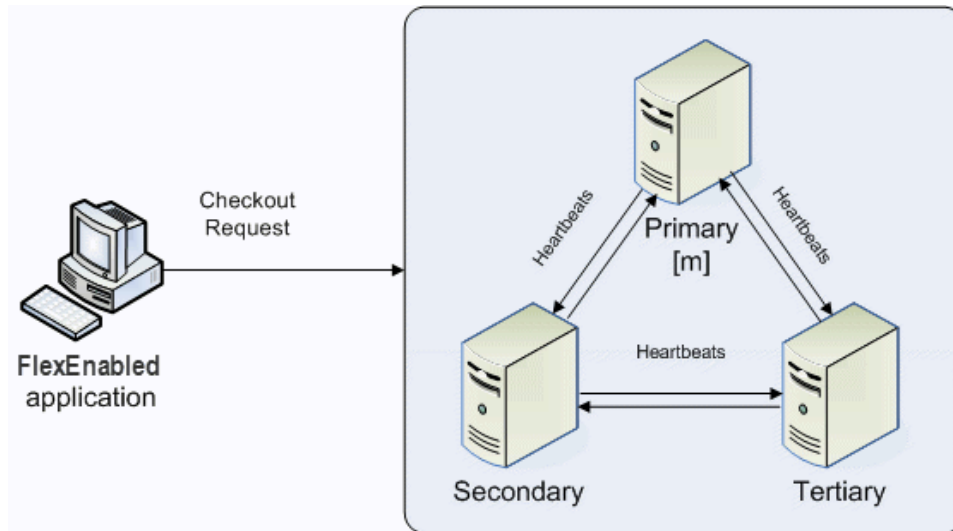 Checkout
Request
FlexEnabled
application
Primary
[m]
Heartbeats
Heartbeats
Heartbeats
Secondary
Tertiary